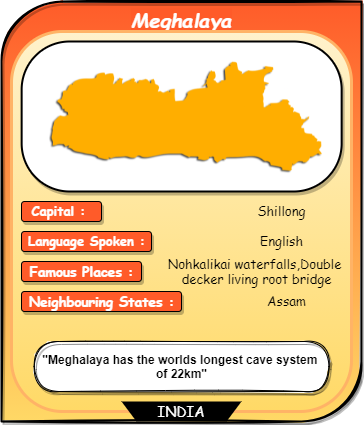 Meghalaya
Capital : Shillong
Language Spoken : English
Famous Places : Nohkalikai waterfalls,Double
decker living root bridge
Neighbouring States : Assam
"Meghalaya has the worlds longest cave system
of 22km"
INDIA